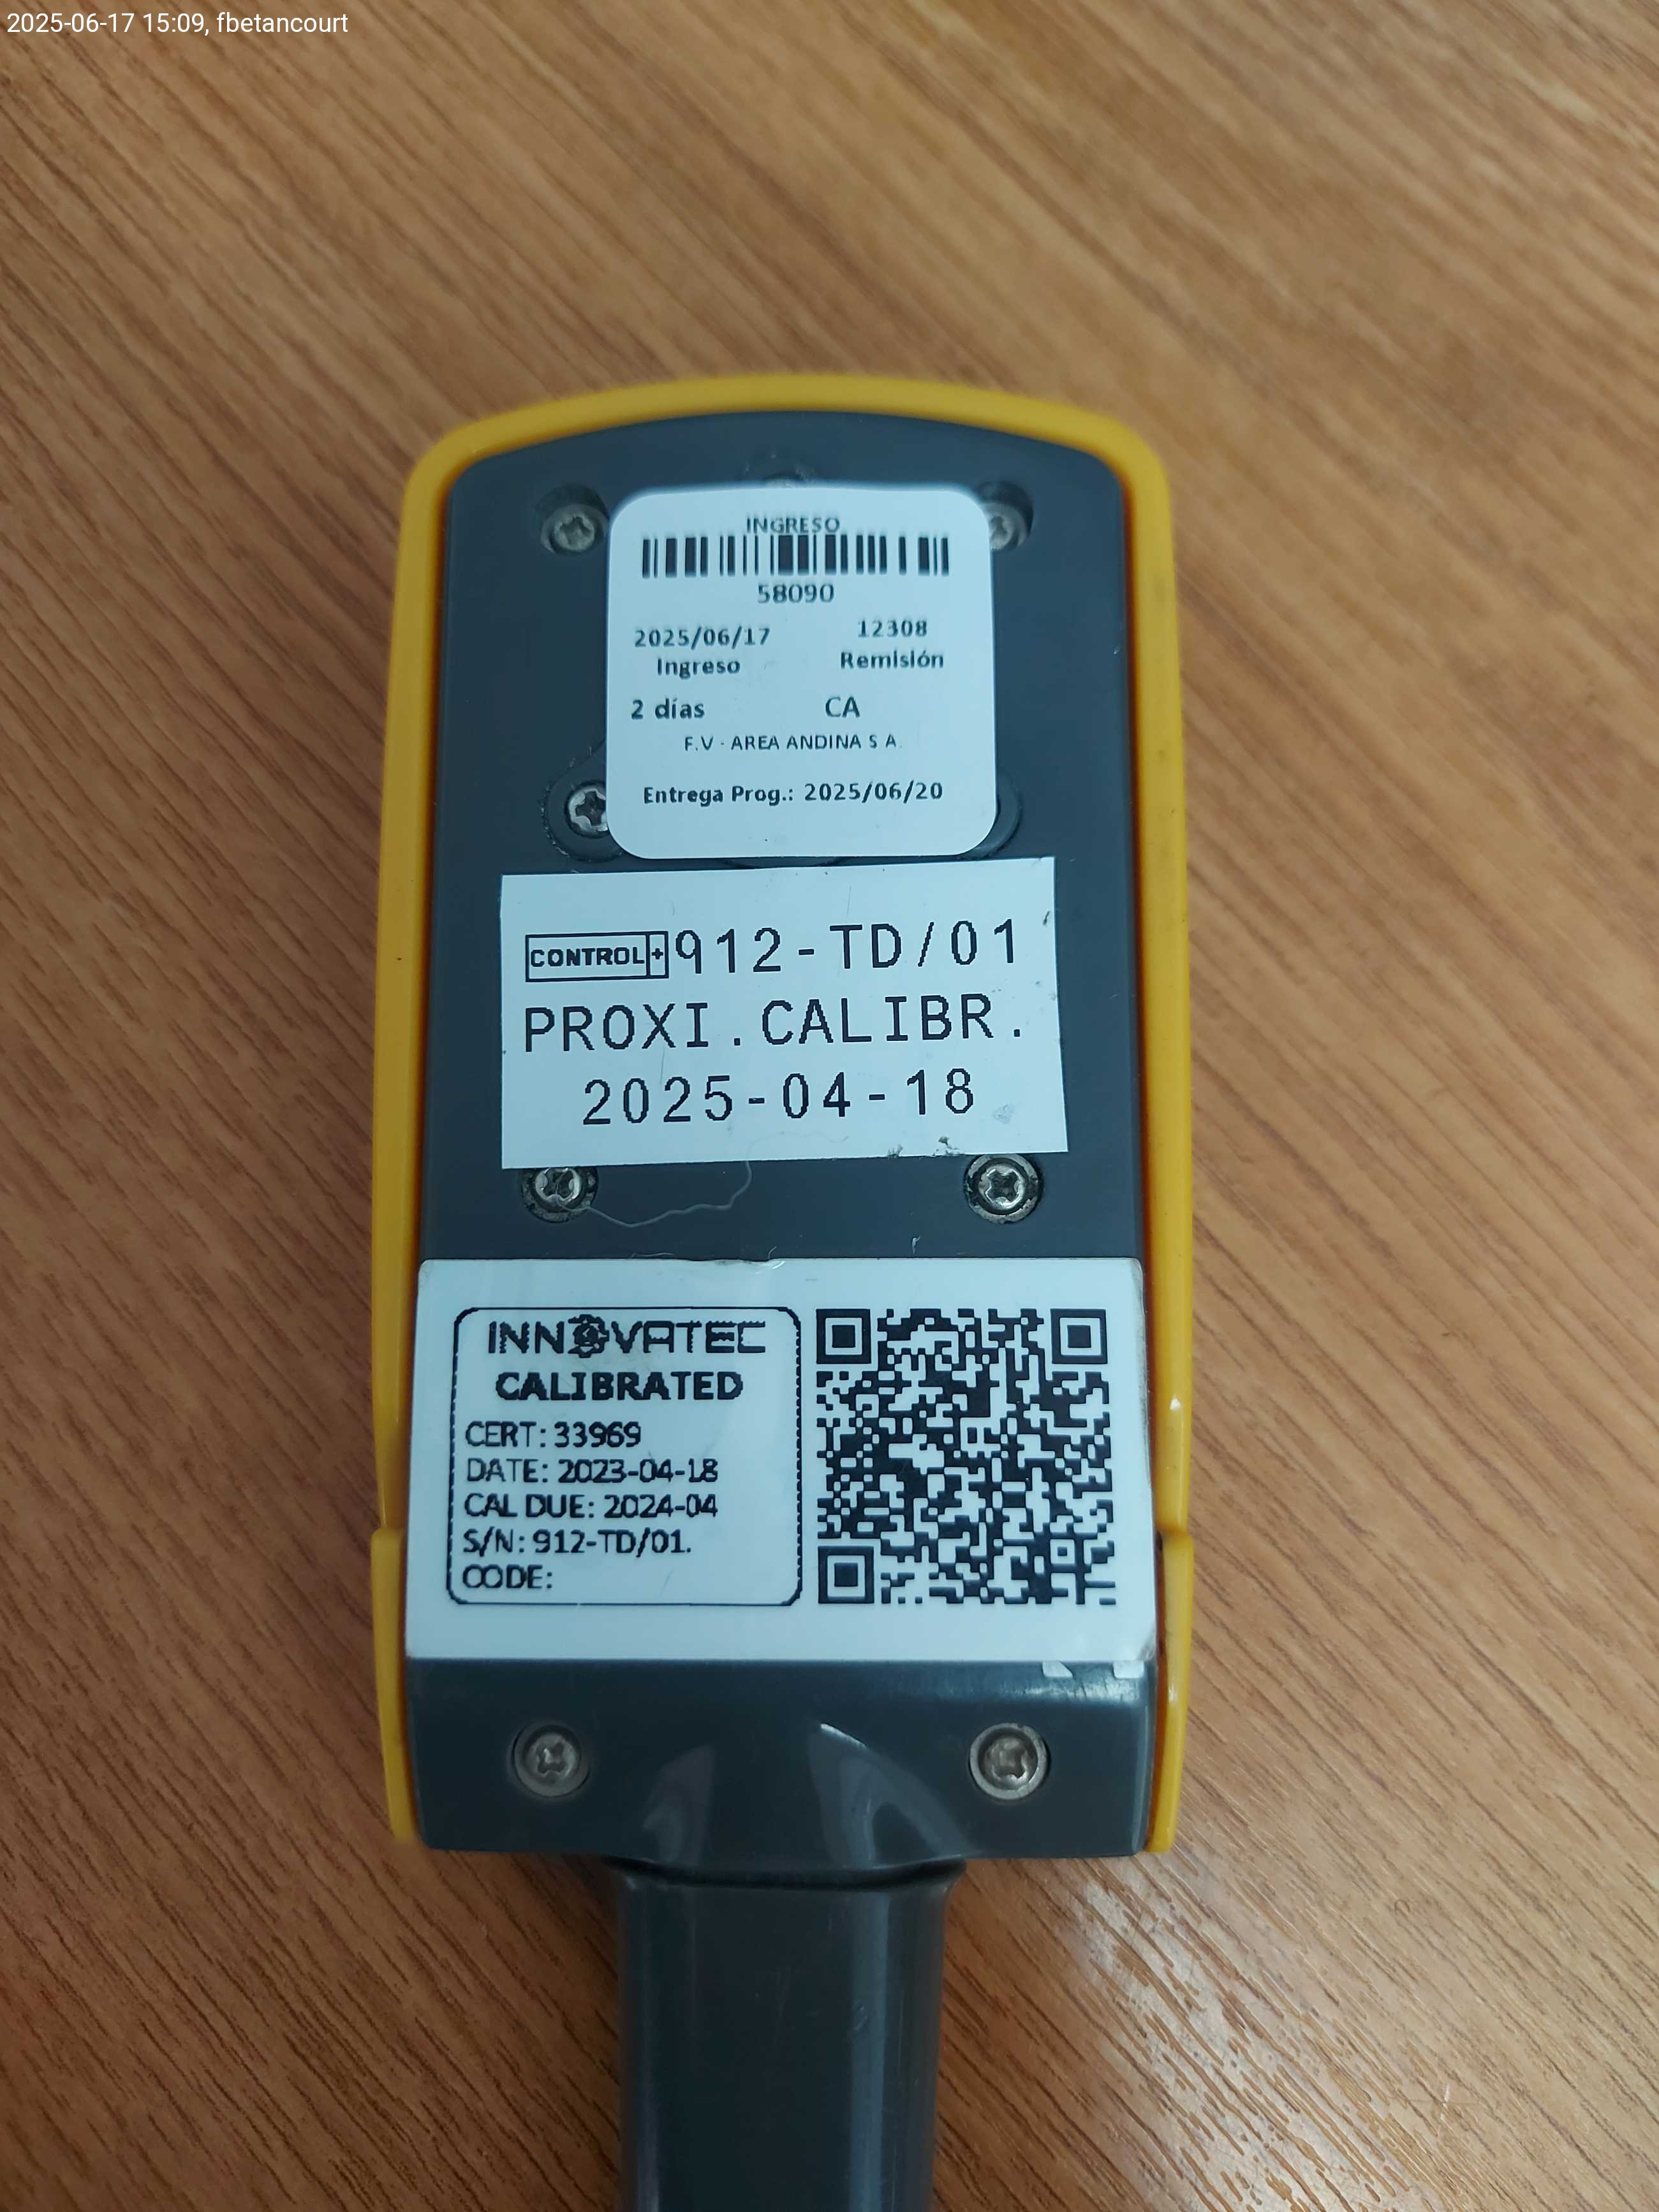 2025-06-17 15:09, fbetancourt
INGRESO
58090
2025/06/17 12308
Ingreso Remisión
2 días CA
F.V - AREA ANDINA S A.
Entrega Prog.: 2025/06/20
CONTROL+ 912-TD/01
PROXI.CALIBR.
2025-04-18
INNOVATEC
CALIBRATED
CERT: 33969
DATE: 2023-04-18
CAL DUE: 2024-04
S/N: 912-TD/01.
CODE: